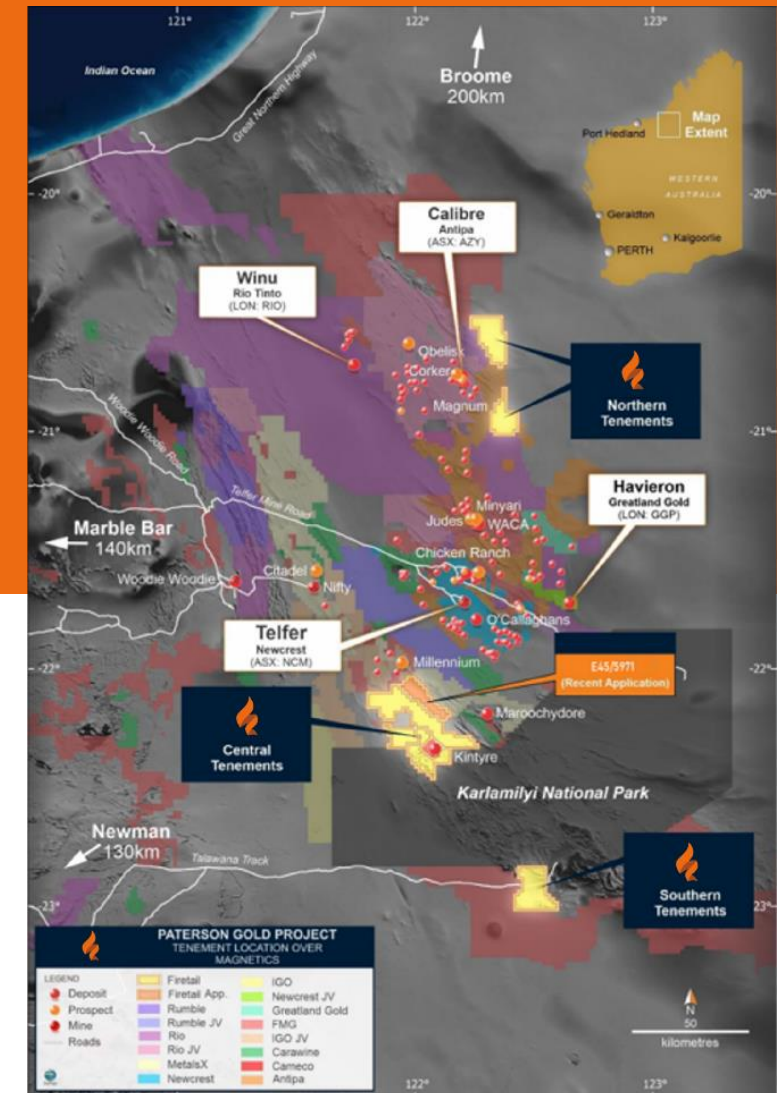 121°
122°
123°
Indian Ocean
Great Northern Highway
Broome
200km
Map
Extent
Port Hedland
WESTERN
AUSTRALIA
Geraldton
Kalgoorlie
PERTH
-20°
-20°
Calibre
Antipa
(ASX: AZY)
Winu
Rio Tinto
(LON: RIO)
Obelisk
Corker
Magnum
Northern
Tenements
Woodie Woodie Road
-21°
-21°
Telfer Mine Road
Havieron
Greatland Gold
(LON: GGP)
Minyari
Judes
WACA
Marble Bar
140km
Chicken Ranch
Woodie Woodie
Citadel
Nifty
O'Callaghans
Telfer
Newcrest
(ASX: NCM)
-22°
-22°
Millennium
E45/5971
(Recent Application)
Maroochydore
Central
Tenements
Kintyre
Karlamilyi National Park
Newman
130km
Talawana Track
Southern
Tenements
-23°
-23°
PATERSON GOLD PROJECT
TENEMENT LOCATION OVER
MAGNETICS
LEGEND
Deposit
Prospect
Mine
Roads
Firetail
Firetail App.
Rumble
Rumble JV
Rio
Rio JV
MetalsX
Newcrest
IGO
Newcrest JV
Greatland Gold
FMG
IGO JV
Carawine
Cameco
Antipa
N
50
kilometres
122°
123°